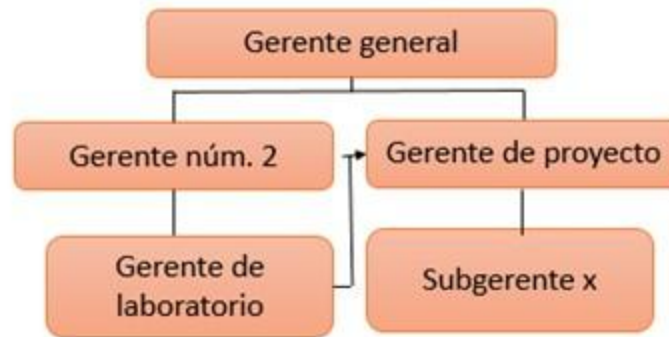 Gerente general
Gerente núm. 2
Gerente de proyecto
Gerente de
laboratorio
Subgerente x